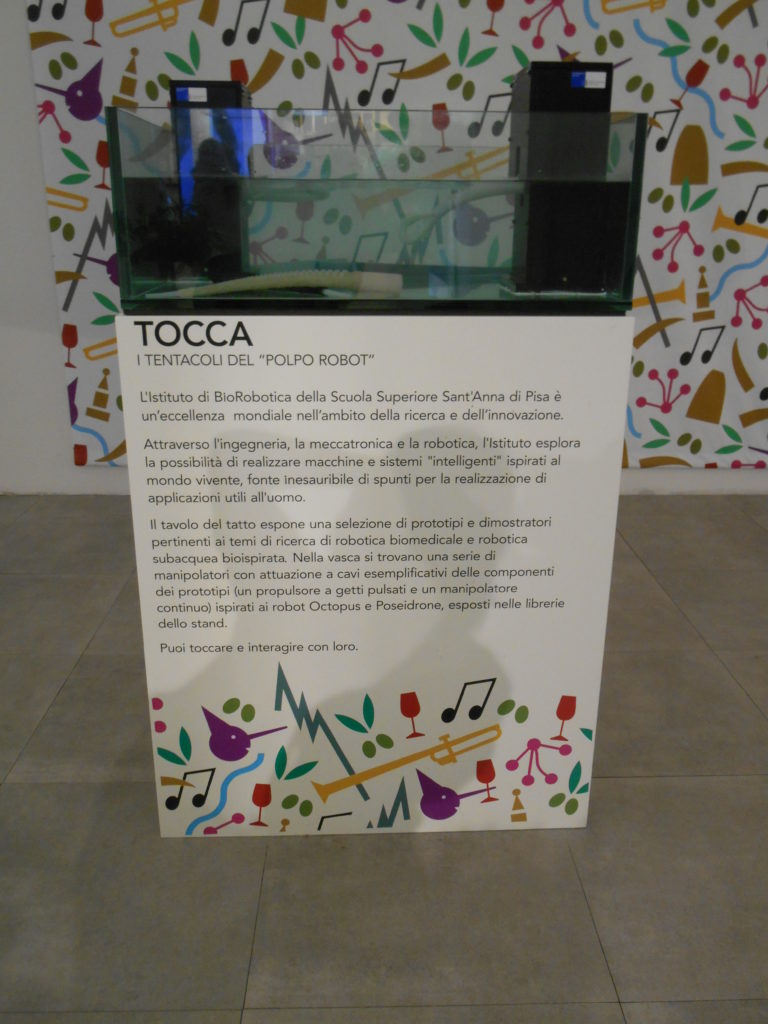 TOCCA
I TENTACOLI DEL "POLPO ROBOT"
L'Istituto di BioRobotica della Scuola Superiore Sant'Anna di Pisa è
un'eccellenza mondiale nell'ambito della ricerca e dell'innovazione.
Attraverso l'ingegneria, la meccatronica e la robotica, l'Istituto esplora
la possibilità di realizzare macchine e sistemi "intelligenti" ispirati al
mondo vivente, fonte inesauribile di spunti per la realizzazione di
applicazioni utili all'uomo.
Il tavolo del tatto espone una selezione di prototipi e dimostratori
pertinenti ai temi di ricerca di robotica biomedicale e robotica
subacquea bioispirata. Nella vasca si trovano una serie di
manipolatori con attuazione a cavi esemplificativi delle componenti
dei prototipi (un propulsore a getti pulsati e un manipolatore
continuo) ispirati ai robot Octopus e Poseidrone, esposti nelle librerie
dello stand.
Puoi toccare e interagire con loro.